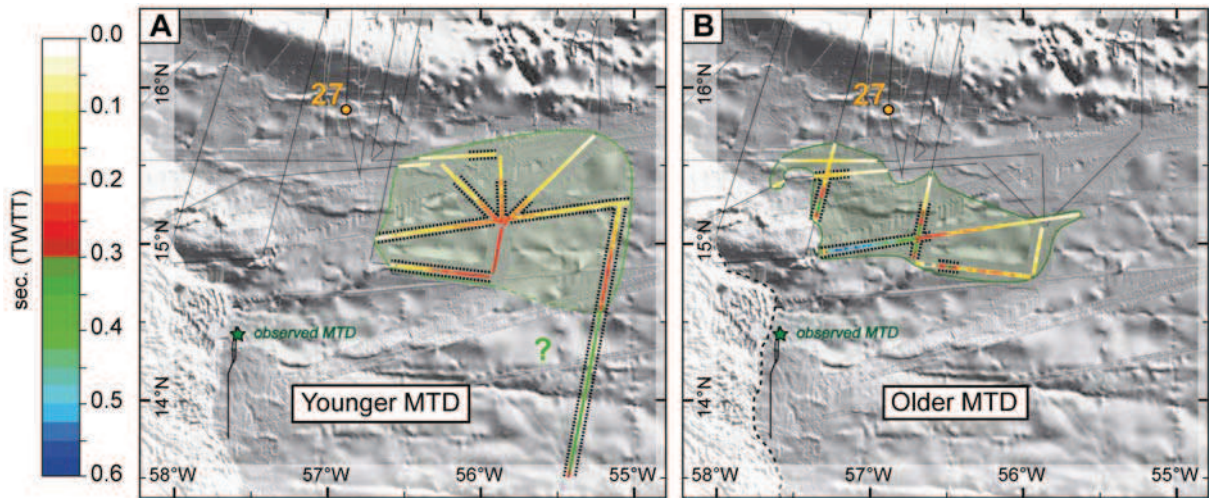 sec. (TWTT)
0.0
0.1
0.2
0.3
0.4
0.5
0.6
A
16°N
15°N
14°N
27
observed MTD
?
Younger MTD
58°W
57°W
56°W
55°W
B
16°N
15°N
14°N
27
observed MTD
Older MTD
58°W
57°W
56°W
55°W